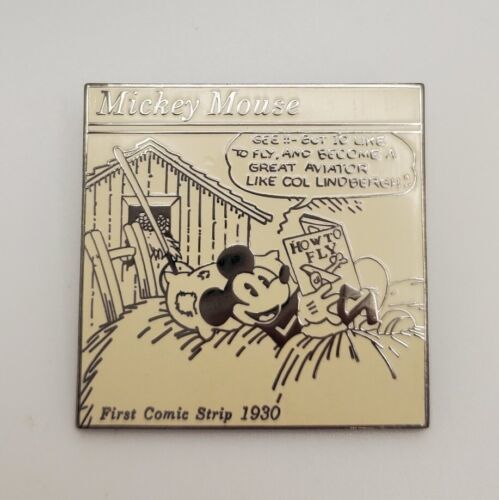 Mickey Mouse
GEE !!- GOT TO LIKE
TO FLY, AND BECOME A
GREAT AVIATOR
LIKE COL LINDBERGH!!
HOW TO
FLY
First Comic Strip 1930